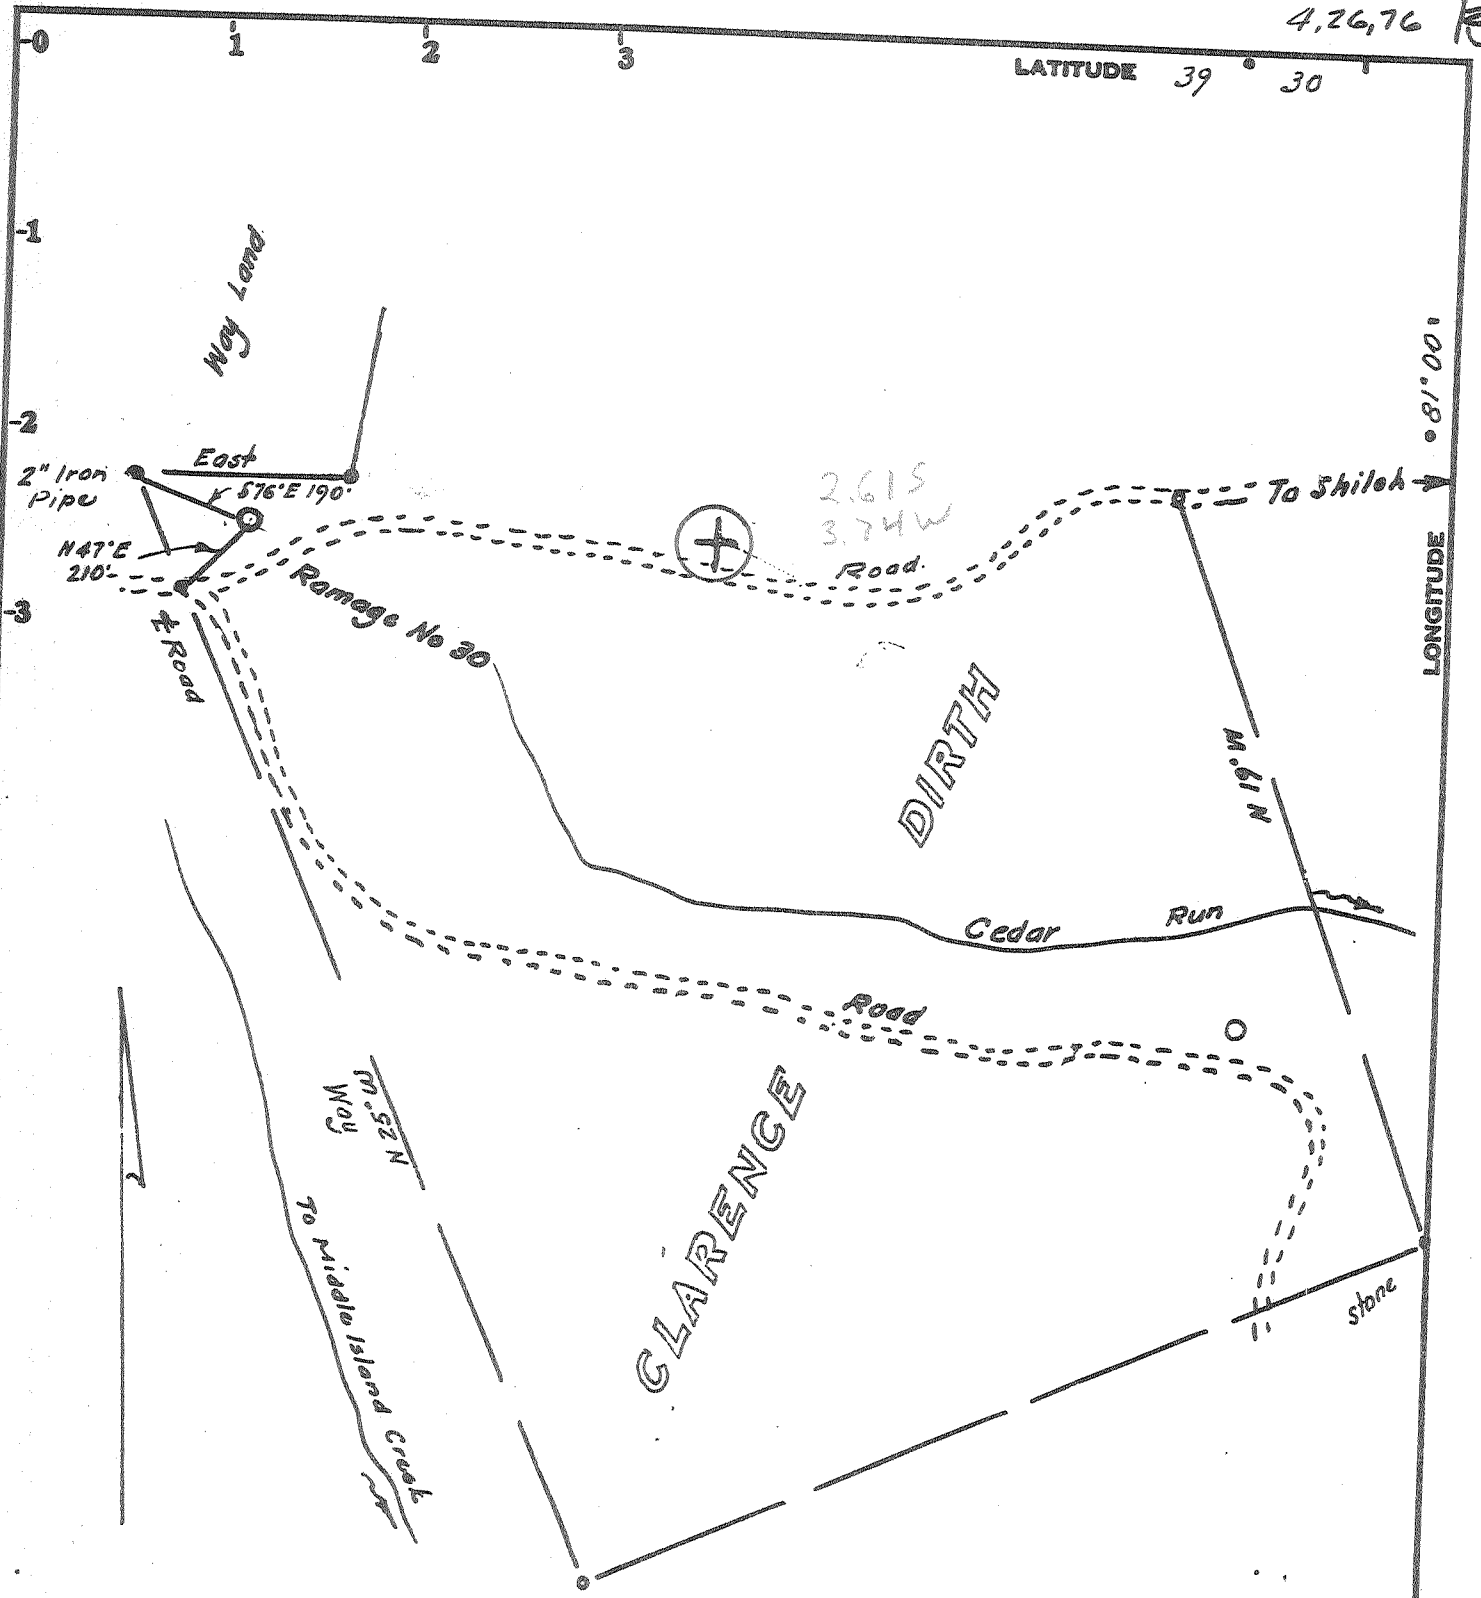 4,26,76
-0
1
2
3
LATITUDE 39 ° 30
-1
Way Land
LONGITUDE ° 81° 00'
-2
East
2" Iron
Pipe
S76°E 190'
2.61S
3.74W
To Shiloh
N47°E
210'
Road.
Ramage No 30
-3
℄ Road
DIRTH
N 19° W
Cedar Run
Road
N 25° W
Way
CLARENCE
To Middle Island Creek
stone